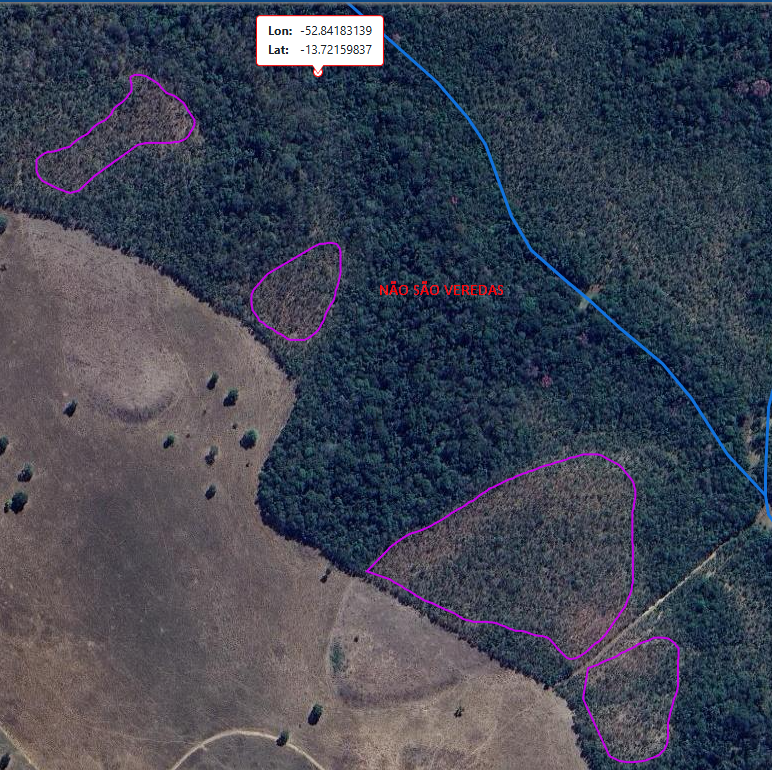 Lon: -52.84183139
Lat: -13.72159837
NÃO SÃO VEREDAS